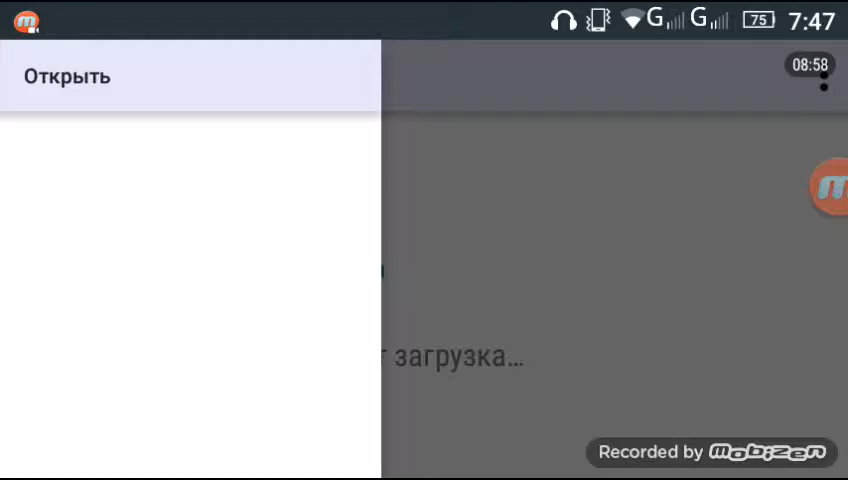 G G 75 7:47
Открыть
08:58
загрузка...
Recorded by mobizen